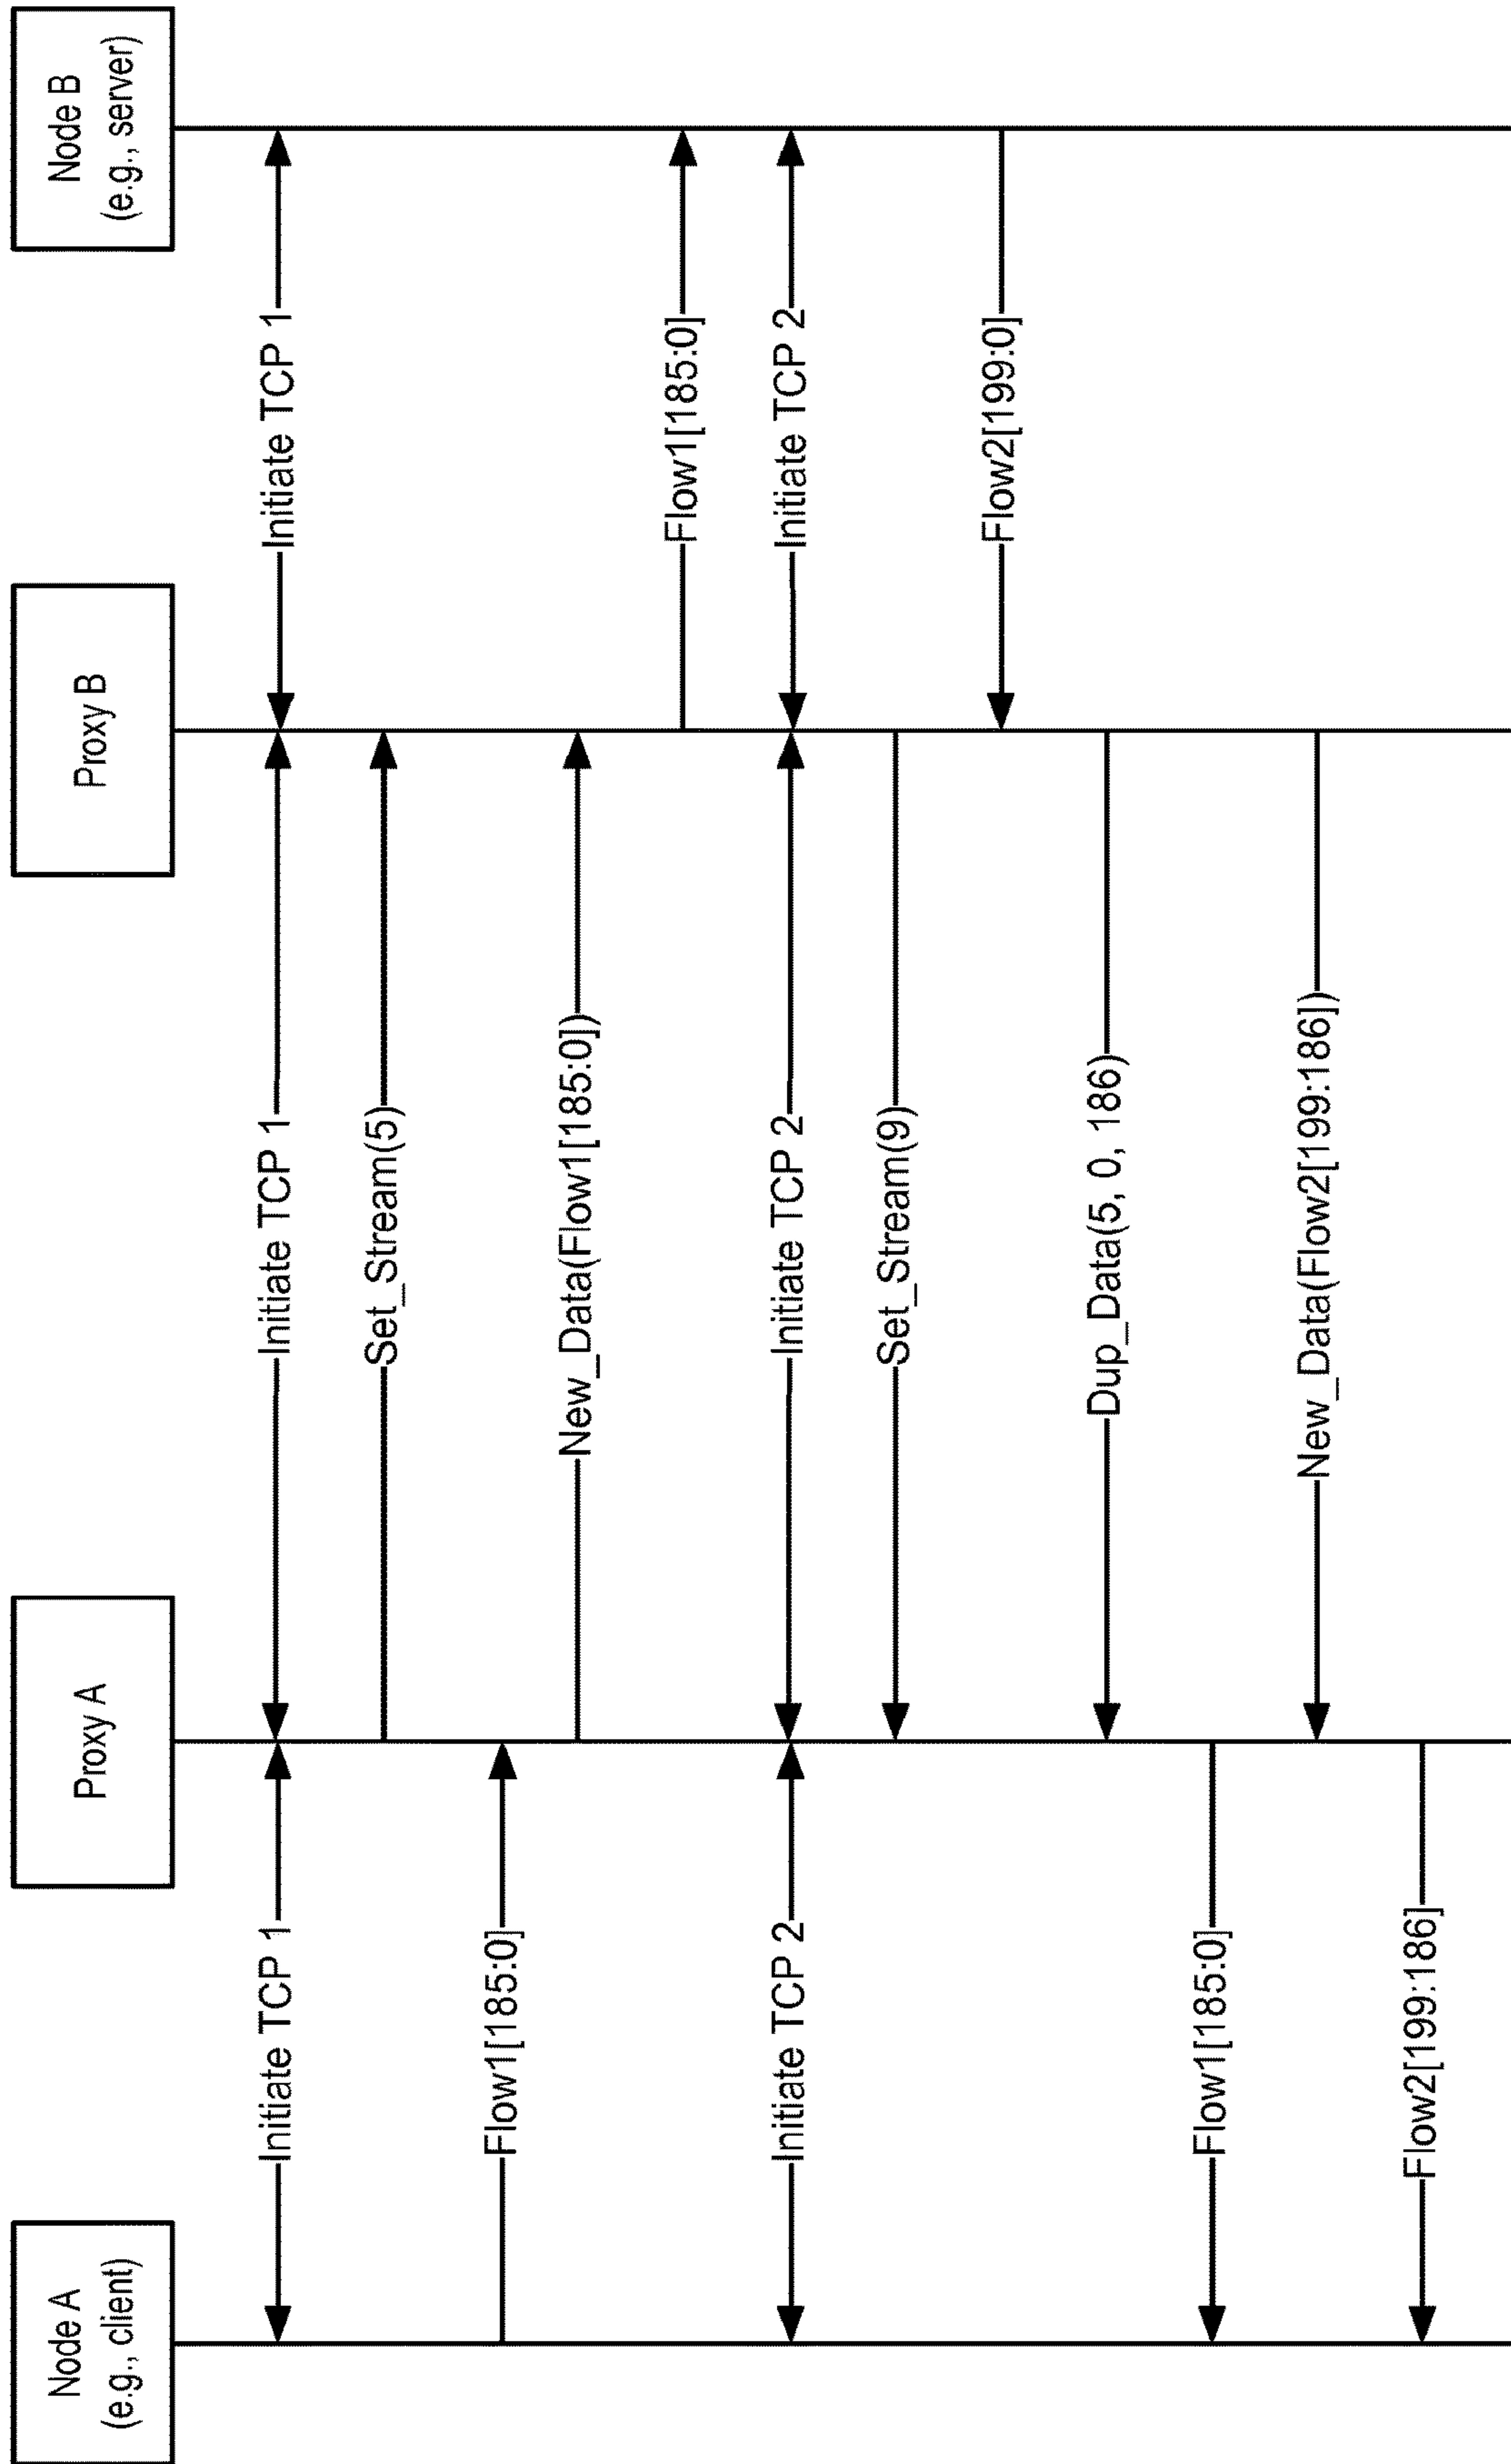 Node A
(e.g., client)
Proxy A
Proxy B
Node B
(e.g., server)
Initiate TCP 1
Initiate TCP 1
Initiate TCP 1
Set_Stream(5)
Flow1[185:0]
New_Data(Flow1[185:0])
Flow1[185:0]
Initiate TCP 2
Initiate TCP 2
Initiate TCP 2
Set_Stream(9)
Flow2[199:0]
Dup_Data(5, 0, 186)
Flow1[185:0]
New_Data(Flow2[199:186])
Flow2[199:186]